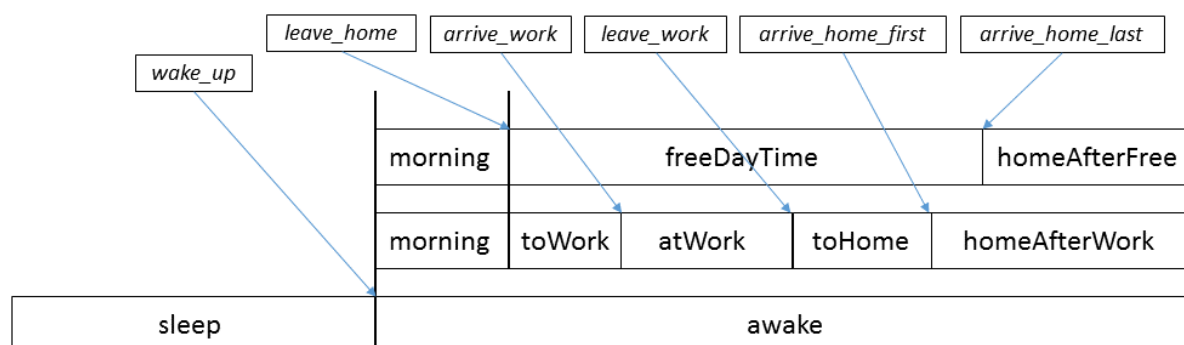 leave_home arrive_work leave_work arrive_home_first arrive_home_last
wake_up
morning freeDayTime homeAfterFree
morning toWork atWork toHome homeAfterWork
sleep awake